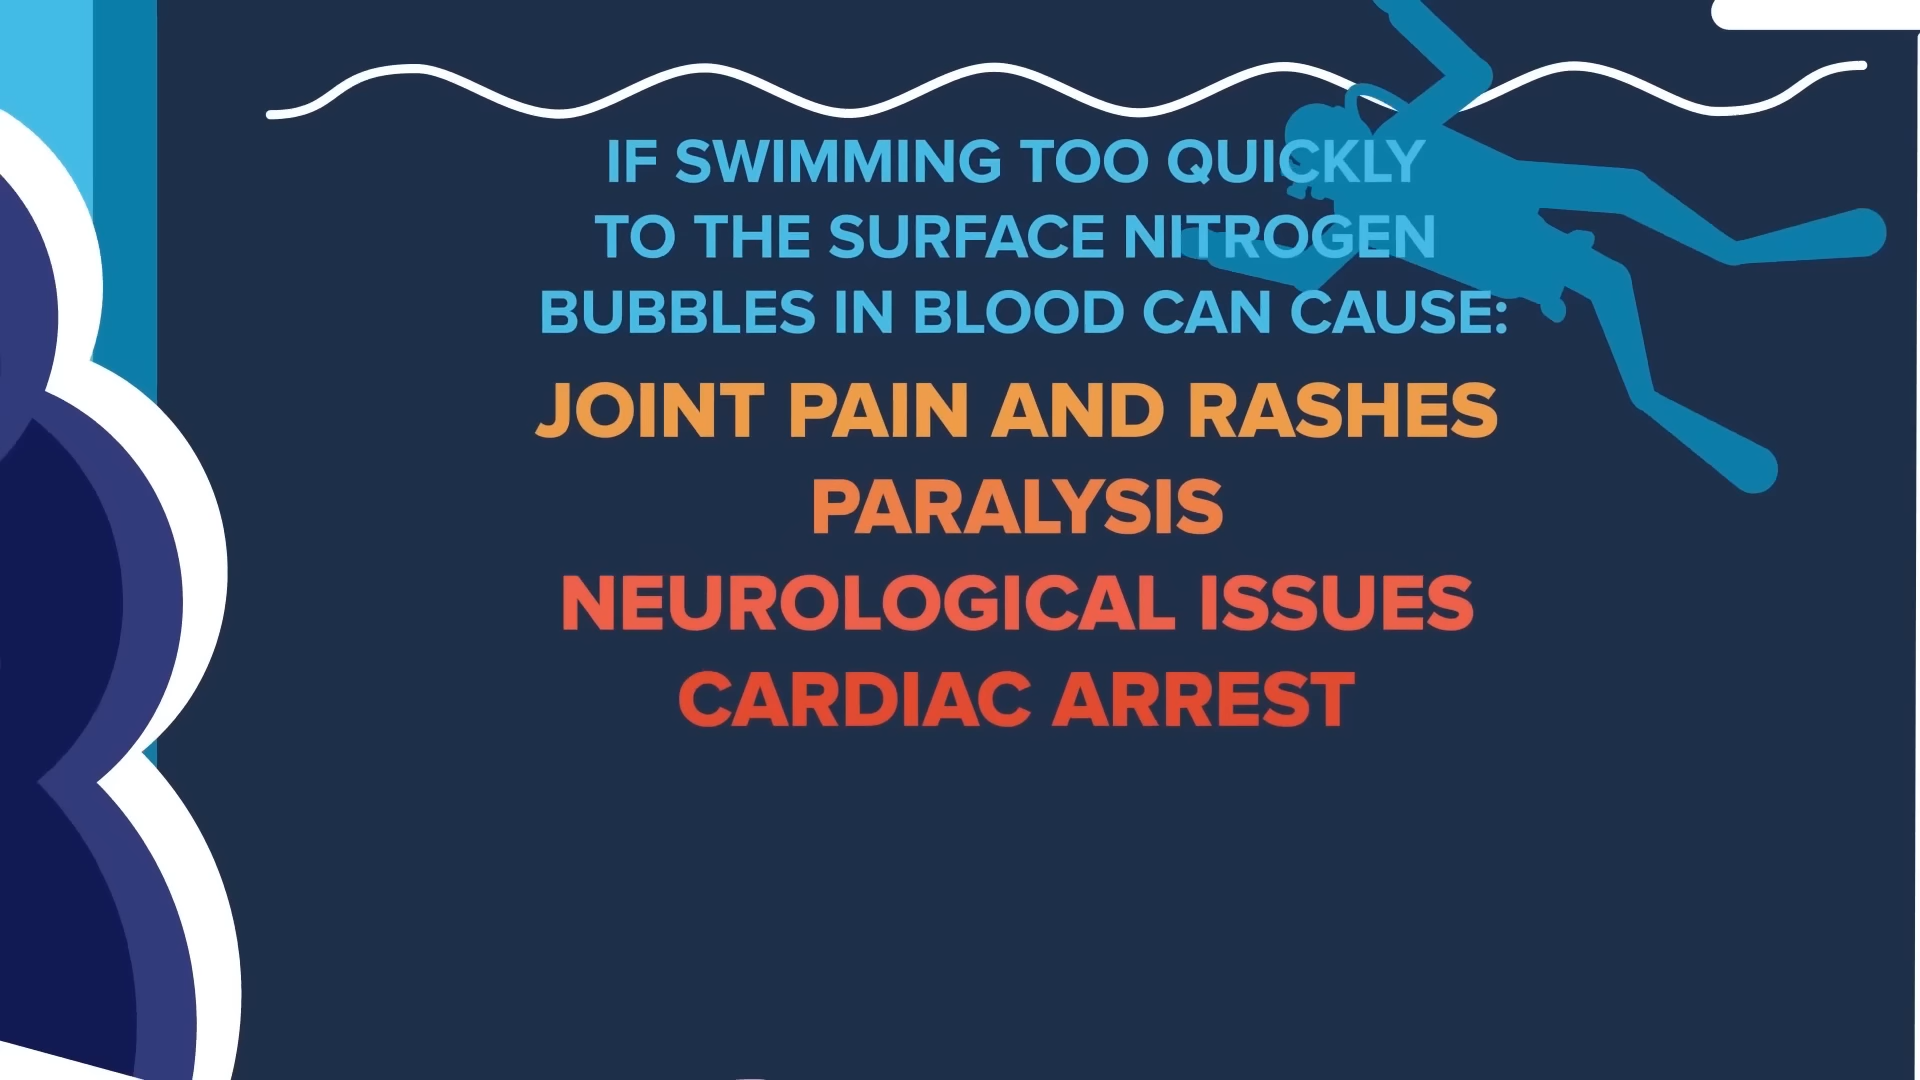 IF SWIMMING TOO QUICKLY
TO THE SURFACE NITROGEN
BUBBLES IN BLOOD CAN CAUSE:
JOINT PAIN AND RASHES
PARALYSIS
NEUROLOGICAL ISSUES
CARDIAC ARREST